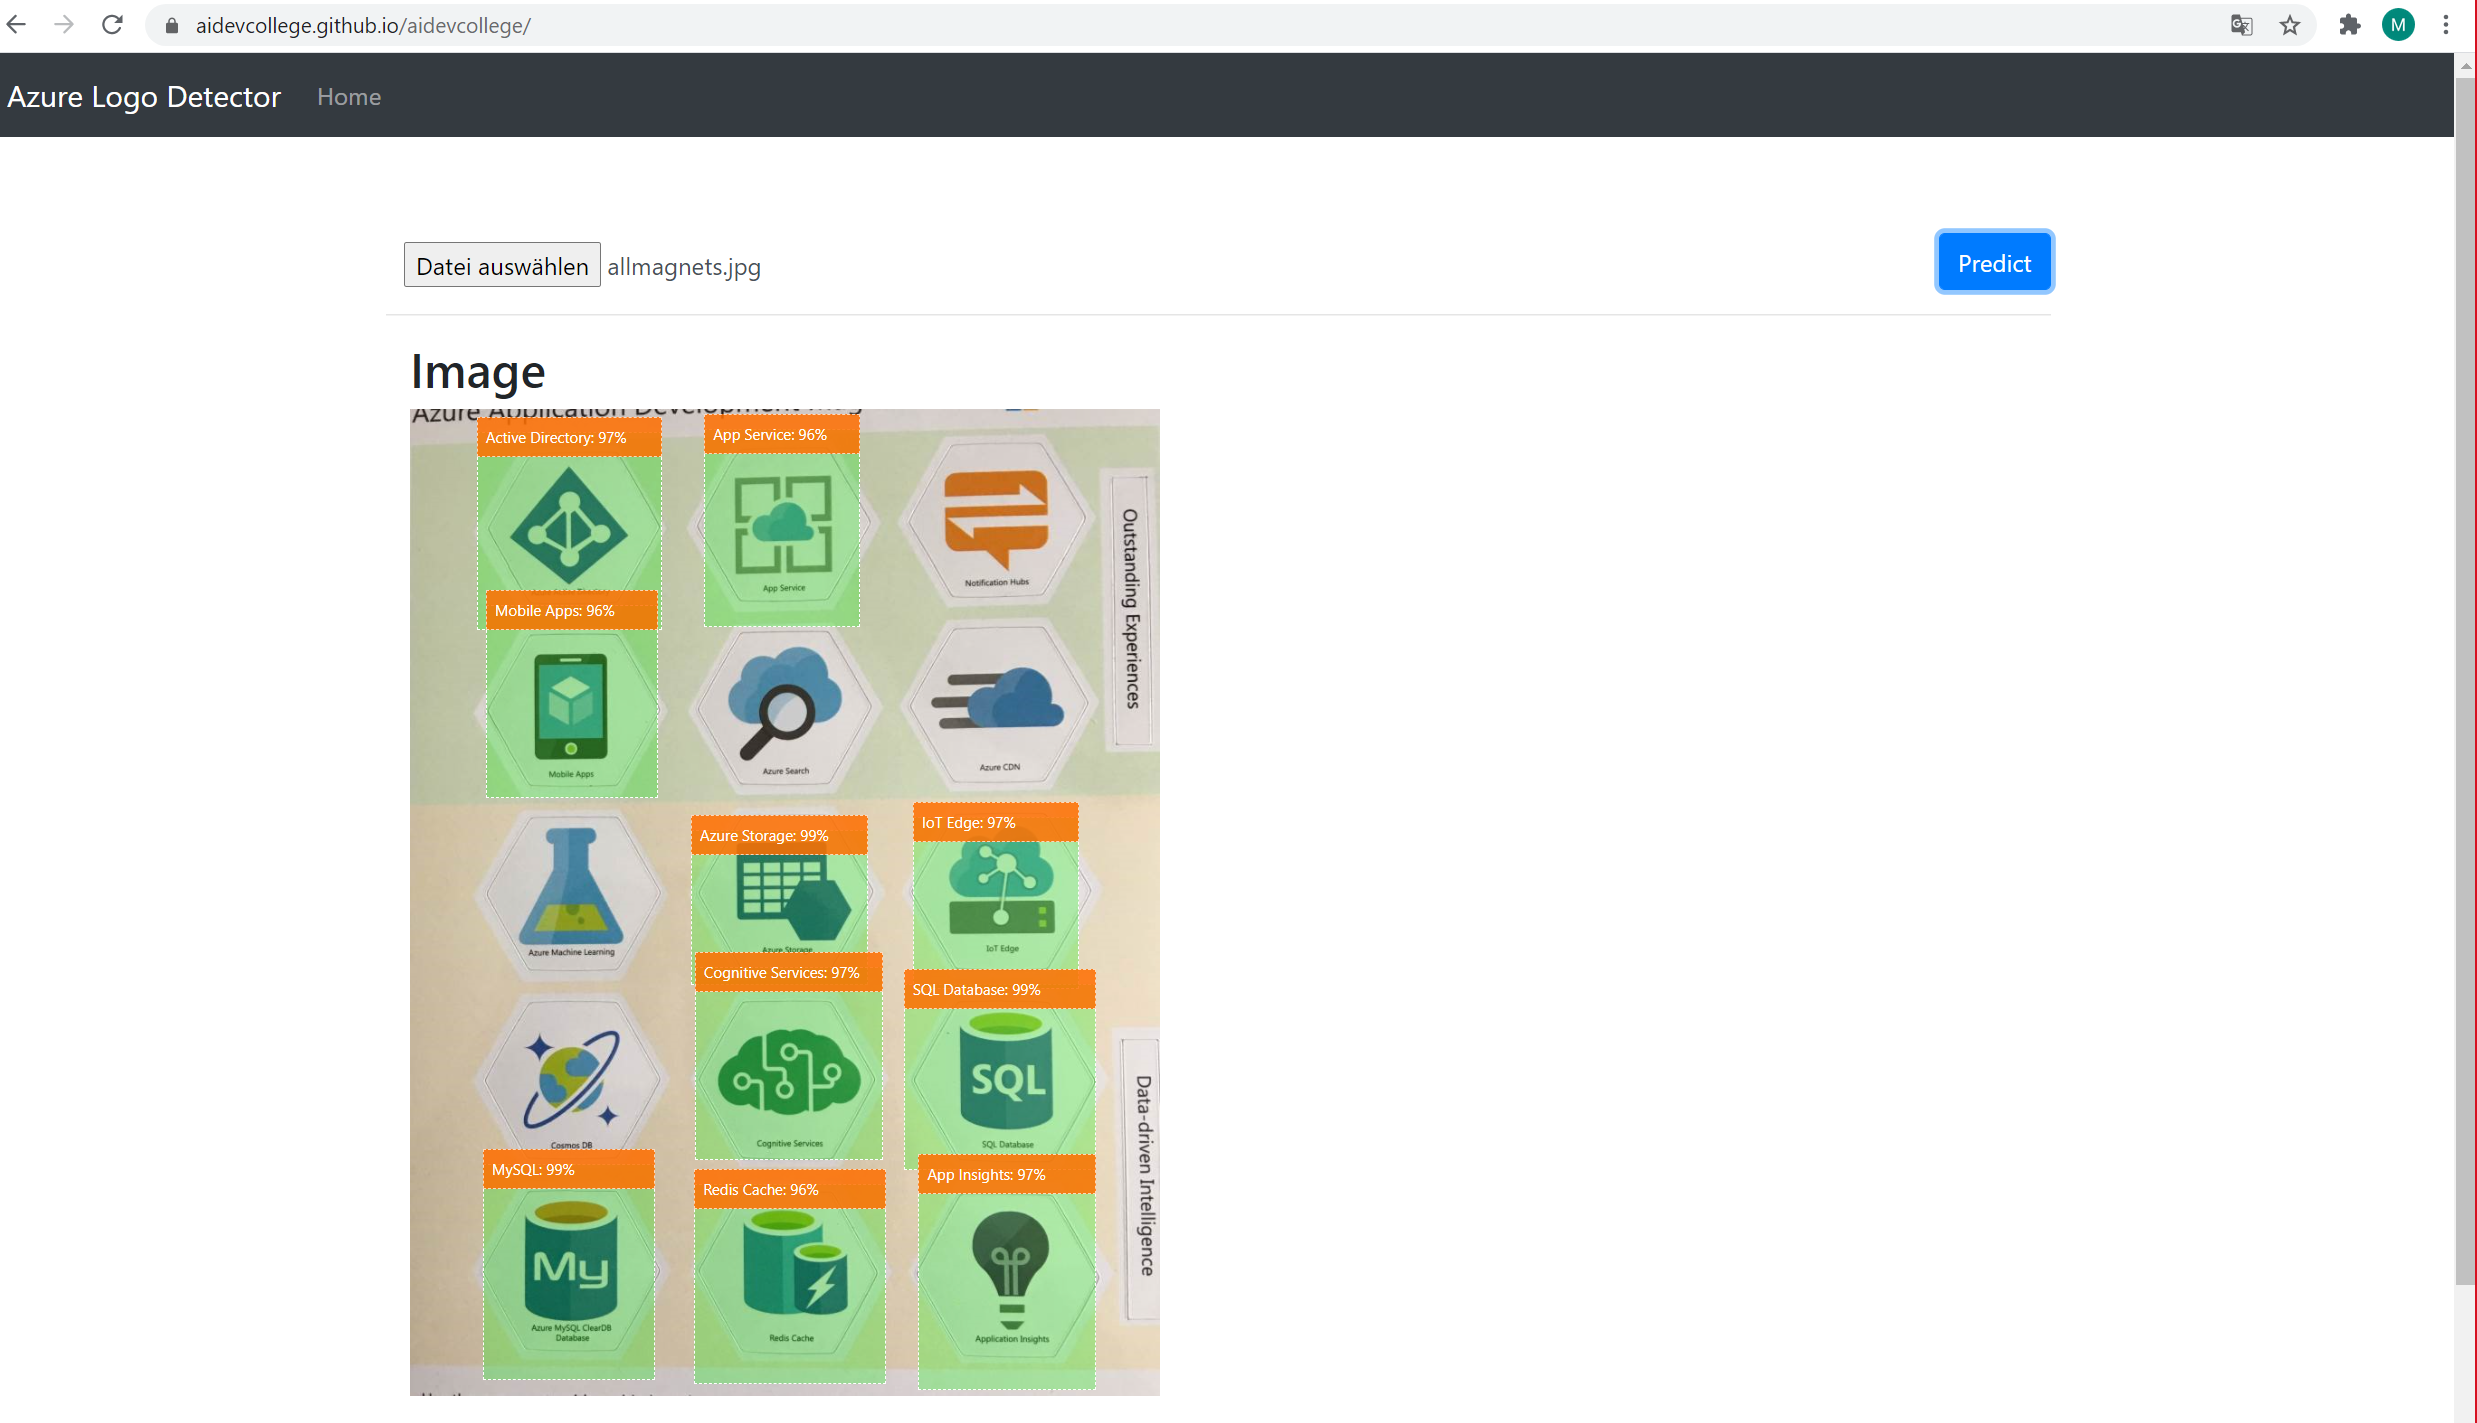 aidevcollege.github.io/aidevcollege/
M
Azure Logo Detector
Home
Datei auswählen
allmagnets.jpg
Predict
Image
Azure Application Development
Active Directory: 97%
App Service: 96%
App Service
Notification Hubs
Outstanding Experiences
Mobile Apps: 96%
Mobile Apps
Azure Search
Azure CDN
Azure Storage: 99%
IoT Edge: 97%
Azure Machine Learning
Azure Storage
IoT Edge
Cognitive Services: 97%
SQL Database: 99%
SQL
Cosmos DB
Cognitive Services
SQL Database
Data-driven Intelligence
MySQL: 99%
Redis Cache: 96%
App Insights: 97%
My
Azure MySQL ClearDB
Database
Redis Cache
Application Insights